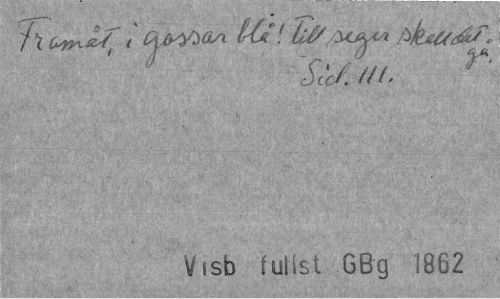 Framåt, i gossar blå! Till seger skall det
gå.
Sid. 111.
Visb fullst GBg 1862